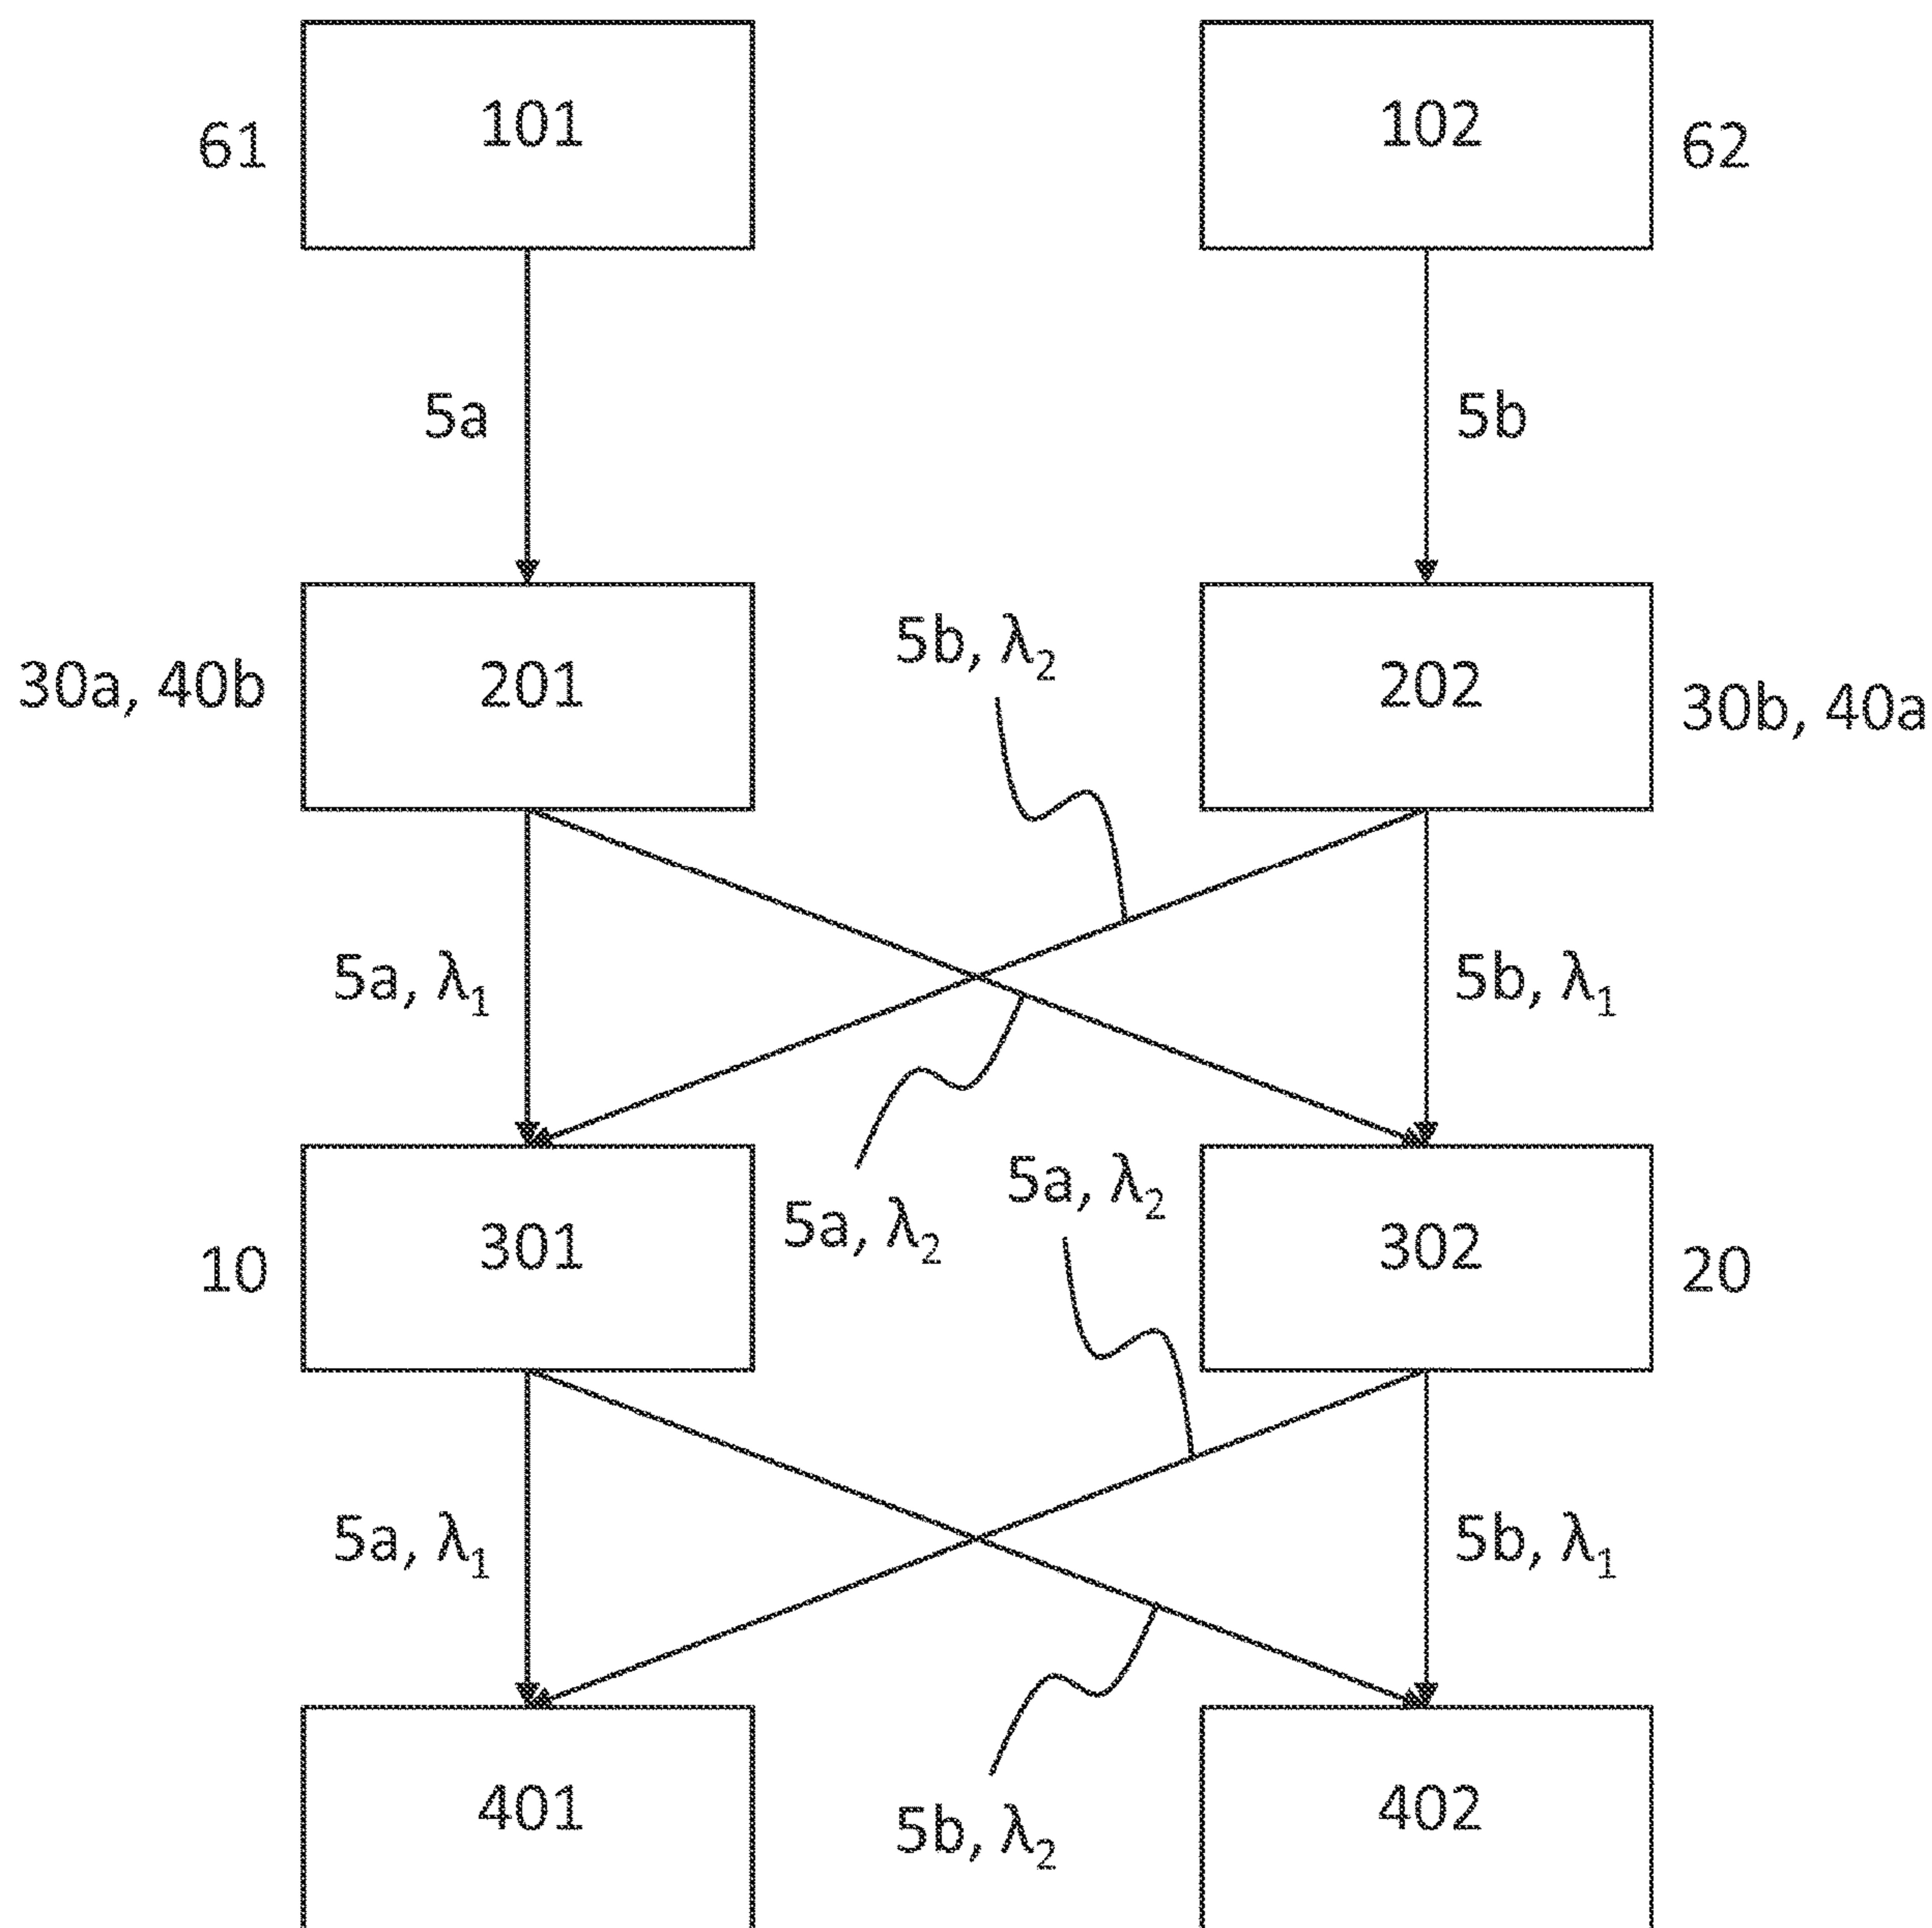 101
102
61
62
5a
5b
5b, λ₂
30a, 40b
201
202
30b, 40a
5a, λ₁
5b, λ₁
5a, λ₂
5a, λ₂
10
301
302
20
5a, λ₁
5b, λ₁
401
402
5b, λ₂